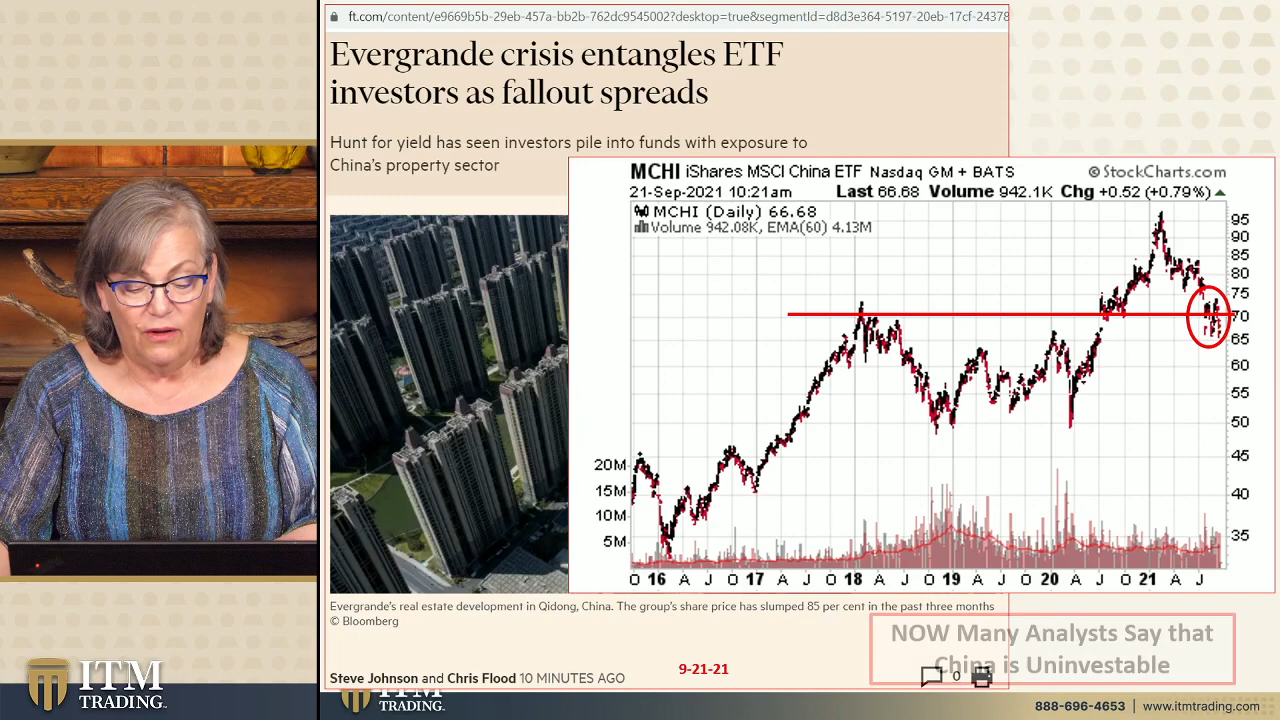 ft.com/content/e9669b5b-29eb-457a-bb2b-762dc9545002?desktop=true&segmentId=d8d3e364-5197-20eb-17cf-24378
Evergrande crisis entangles ETF
investors as fallout spreads
Hunt for yield has seen investors pile into funds with exposure to
China's property sector
MCHI iShares MSCI China ETF Nasdaq GM + BATS © StockCharts.com
21-Sep-2021 10:21am Last 66.68 Volume 942.1K Chg +0.52 (+0.79%)
MCHI (Daily) 66.68
Volume 942.08K, EMA(60) 4.13M
95
90
85
80
75
70
65
60
55
50
45
40
35
20M
15M
10M
5M
O 16 A J O 17 A J O 18 A J O 19 A J O 20 A J O 21 A J
Evergrande's real estate development in Qidong, China. The group's share price has slumped 85 per cent in the past three months
© Bloomberg
NOW Many Analysts Say that
China is Uninvestable
Steve Johnson and Chris Flood 10 MINUTES AGO
9-21-21
0
ITM
TRADING
ITM
TRADING
888-696-4653 | www.itmtrading.com